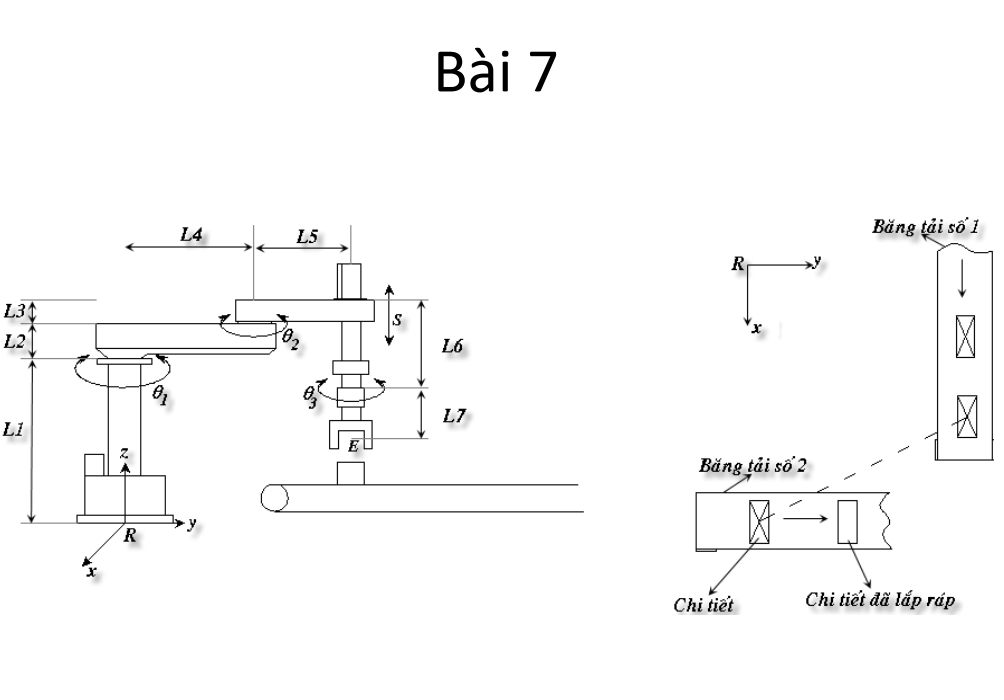 Bài 7
L4
L5
L3
L2
L1
θ1
θ2
S
L6
θ3
L7
E
z
y
R
x
Băng tải số 1
R
y
x
Băng tải số 2
Chi tiết
Chi tiết đã lắp ráp